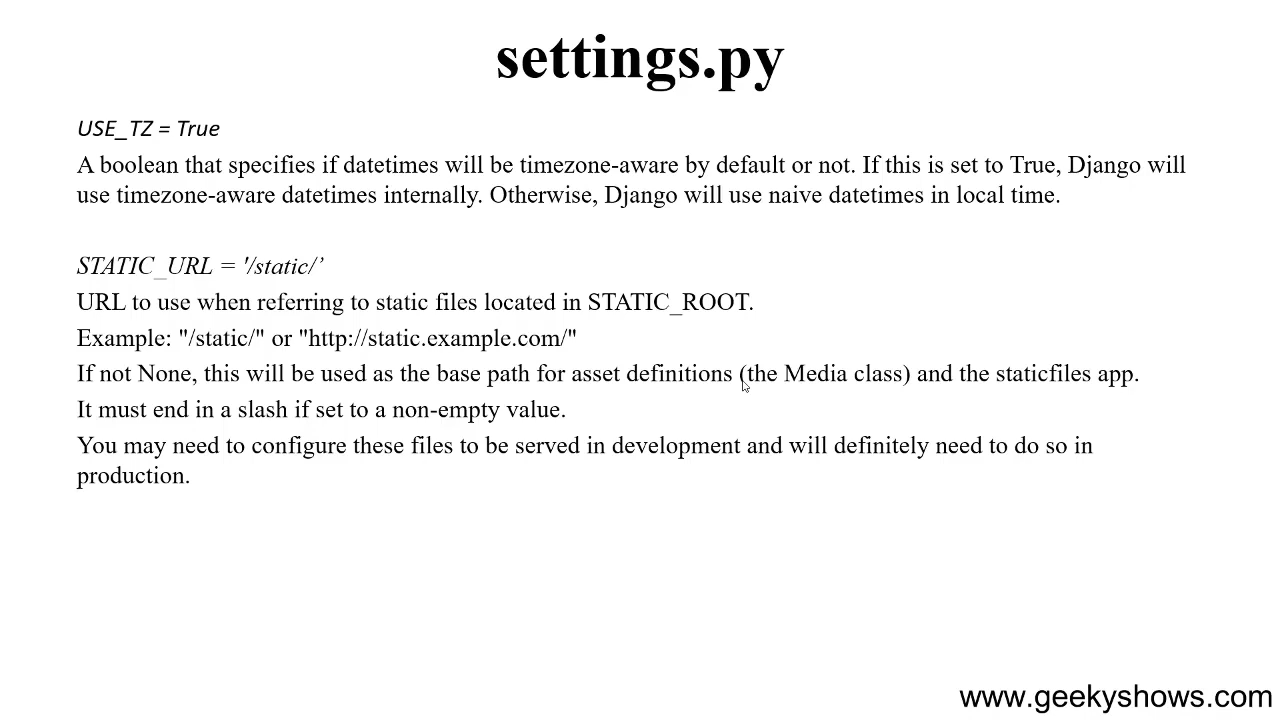 settings.py
USE_TZ = True
A boolean that specifies if datetimes will be timezone-aware by default or not. If this is set to True, Django will
use timezone-aware datetimes internally. Otherwise, Django will use naive datetimes in local time.
STATIC_URL = '/static/’
URL to use when referring to static files located in STATIC_ROOT.
Example: "/static/" or "http://static.example.com/"
If not None, this will be used as the base path for asset definitions (the Media class) and the staticfiles app.
It must end in a slash if set to a non-empty value.
You may need to configure these files to be served in development and will definitely need to do so in
production.
www.geekyshows.com